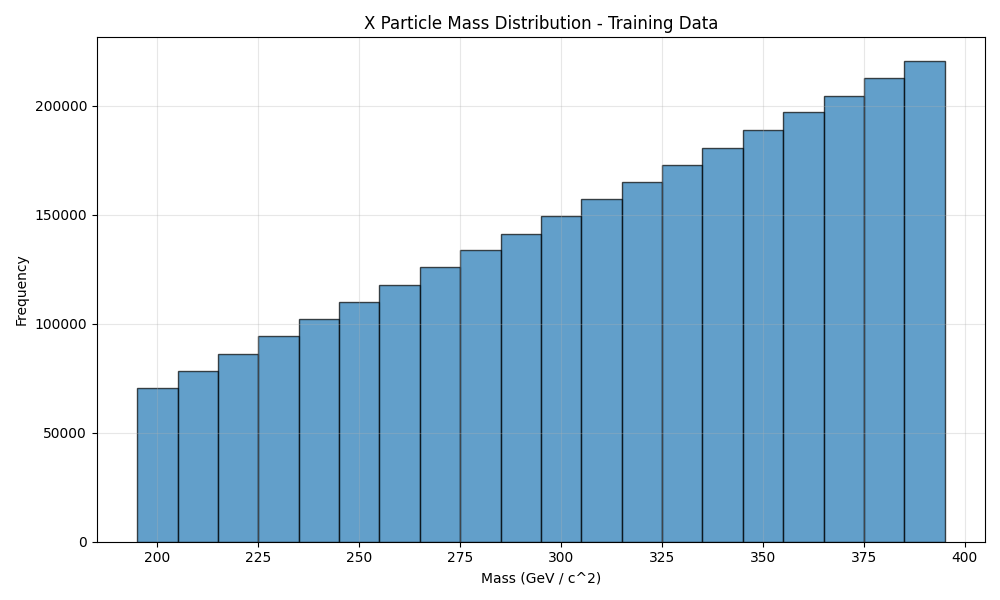 X Particle Mass Distribution - Training Data
Frequency
200000
150000
100000
50000
0
200 225 250 275 300 325 350 375 400
Mass (GeV / c^2)